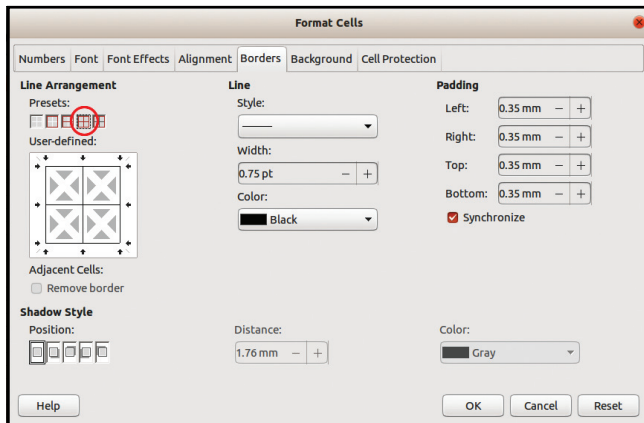 Format Cells
Numbers Font Font Effects Alignment Borders Background Cell Protection
Line Arrangement
Presets:
User-defined:
Adjacent Cells:
Remove border
Line
Style:
Width:
0.75 pt
Color:
Black
Padding
Left: 0.35 mm
Right: 0.35 mm
Top: 0.35 mm
Bottom: 0.35 mm
Synchronize
Shadow Style
Position:
Distance:
1.76 mm
Color:
Gray
Help OK Cancel Reset